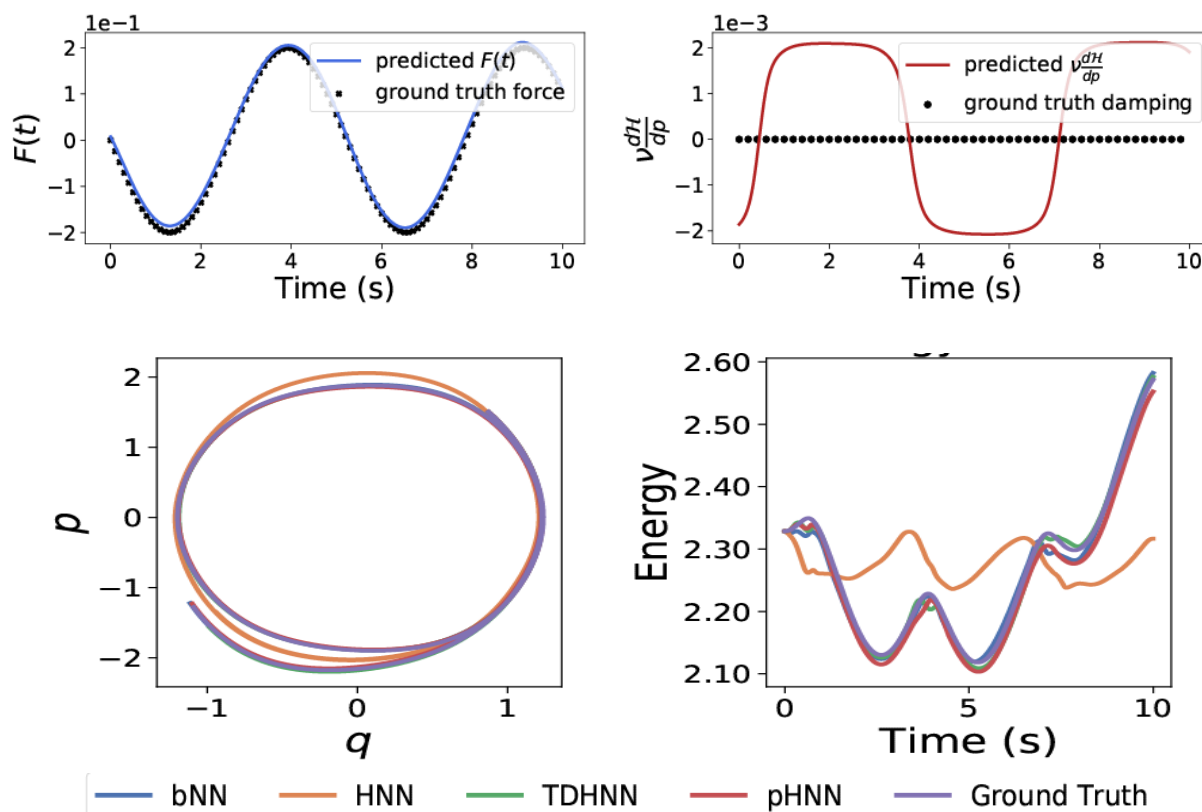 1e−1
F(t)
2
1
0
−1
−2
predicted F(t)
ground truth force
0 2 4 6 8 10
Time (s)
1e−3
ν dℋ/dp
2
1
0
−1
−2
predicted ν dℋ/dp
ground truth damping
0 2 4 6 8 10
Time (s)
p
2
1
0
−1
−2
−1 0 1
q
Energy
2.60
2.50
2.40
2.30
2.20
2.10
0 5 10
Time (s)
bNN HNN TDHNN pHNN Ground Truth